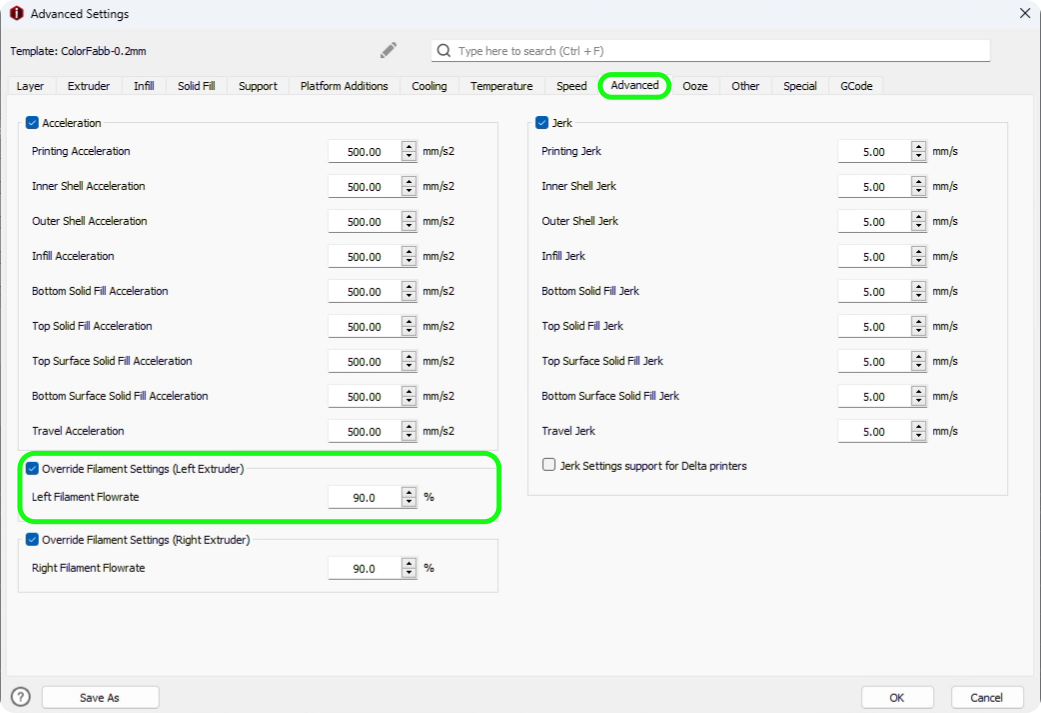 Advanced Settings
Template: ColorFabb-0.2mm
Type here to search (Ctrl + F)
Layer Extruder Infill Solid Fill Support Platform Additions Cooling Temperature Speed Advanced Ooze Other Special GCode
Acceleration
Printing Acceleration 500.00 mm/s2
Inner Shell Acceleration 500.00 mm/s2
Outer Shell Acceleration 500.00 mm/s2
Infill Acceleration 500.00 mm/s2
Bottom Solid Fill Acceleration 500.00 mm/s2
Top Solid Fill Acceleration 500.00 mm/s2
Top Surface Solid Fill Acceleration 500.00 mm/s2
Bottom Surface Solid Fill Acceleration 500.00 mm/s2
Travel Acceleration 500.00 mm/s2
Override Filament Settings (Left Extruder)
Left Filament Flowrate 90.0 %
Override Filament Settings (Right Extruder)
Right Filament Flowrate 90.0 %
Jerk
Printing Jerk 5.00 mm/s
Inner Shell Jerk 5.00 mm/s
Outer Shell Jerk 5.00 mm/s
Infill Jerk 5.00 mm/s
Bottom Solid Fill Jerk 5.00 mm/s
Top Solid Fill Jerk 5.00 mm/s
Top Surface Solid Fill Jerk 5.00 mm/s
Bottom Surface Solid Fill Jerk 5.00 mm/s
Travel Jerk 5.00 mm/s
Jerk Settings support for Delta printers
? Save As OK Cancel